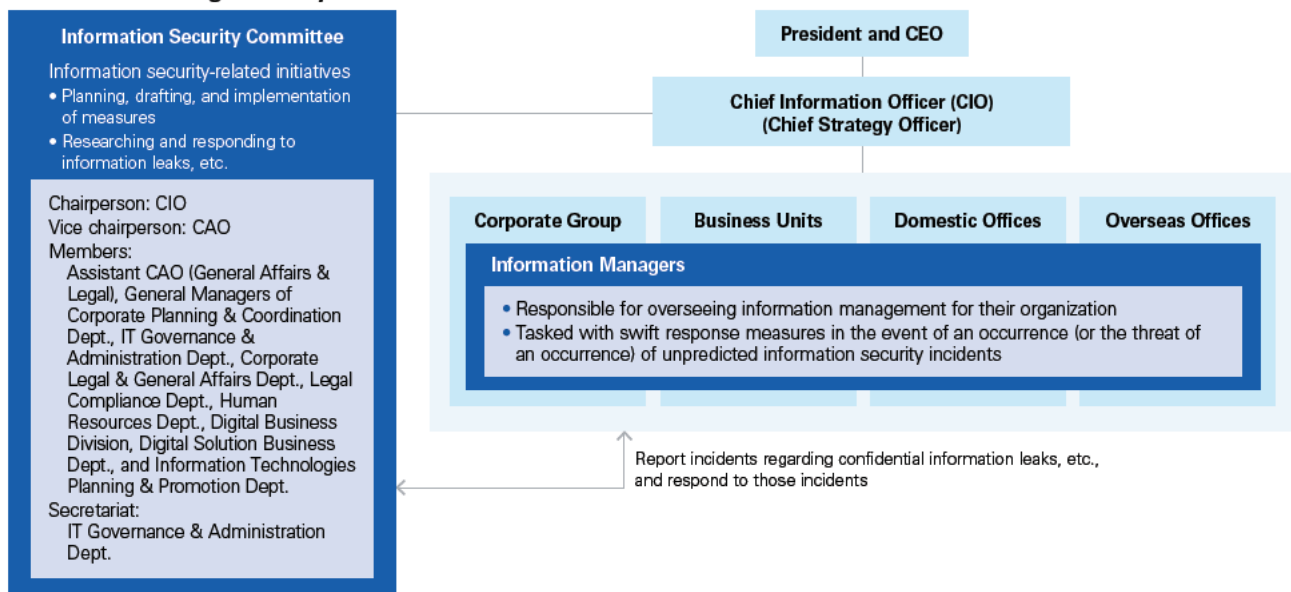 Information Security Committee
Information security-related initiatives
• Planning, drafting, and implementation
of measures
• Researching and responding to
information leaks, etc.
Chairperson: CIO
Vice chairperson: CAO
Members:
Assistant CAO (General Affairs &
Legal), General Managers of
Corporate Planning & Coordination
Dept., IT Governance &
Administration Dept., Corporate
Legal & General Affairs Dept., Legal
Compliance Dept., Human
Resources Dept., Digital Business
Division, Digital Solution Business
Dept., and Information Technologies
Planning & Promotion Dept.
Secretariat:
IT Governance & Administration
Dept.
President and CEO
Chief Information Officer (CIO)
(Chief Strategy Officer)
Corporate Group
Business Units
Domestic Offices
Overseas Offices
Information Managers
• Responsible for overseeing information management for their organization
• Tasked with swift response measures in the event of an occurrence (or the threat of
an occurrence) of unpredicted information security incidents
Report incidents regarding confidential information leaks, etc.,
and respond to those incidents